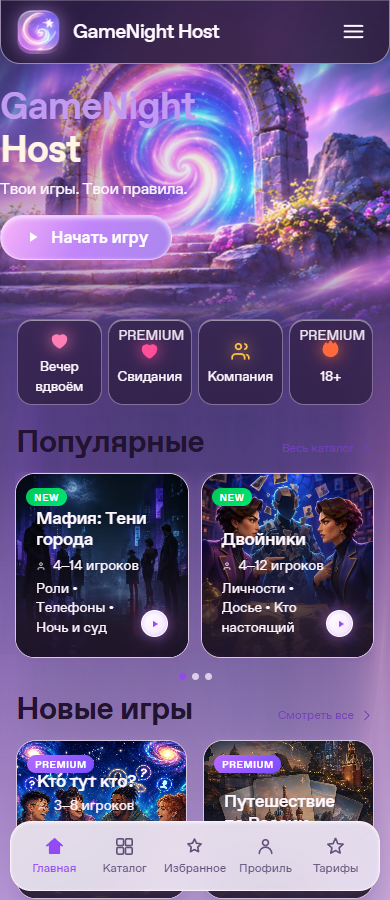 GameNight Host
GameNight
Host
Твои игры. Твои правила.
Начать игру
Вечер
вдвоём
PREMIUM
Свидания
Компания
PREMIUM
18+
Популярные
Весь каталог
NEW
Мафия: Тени
города
4–14 игроков
Роли •
Телефоны •
Ночь и суд
NEW
Двойники
4–12 игроков
Личности •
Досье • Кто
настоящий
Новые игры
Смотреть все
PREMIUM
Кто тут кто?
3–8 игроков
PREMIUM
Путешествие
Главная
Каталог
Избранное
Профиль
Тарифы